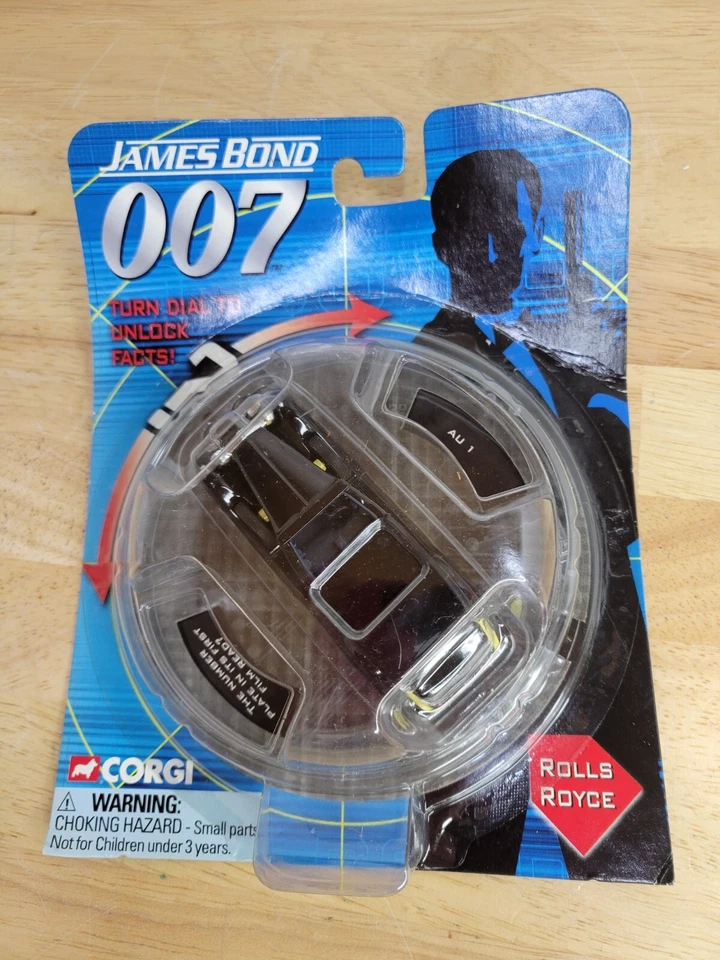 JAMES BOND
007
TURN DIAL TO
UNLOCK
FACTS!
AU 1
THE NUMBER
PLATE IN ITS FIRST
FILM READ?
CORGI
WARNING:
CHOKING HAZARD - Small parts
Not for Children under 3 years.
ROLLS
ROYCE